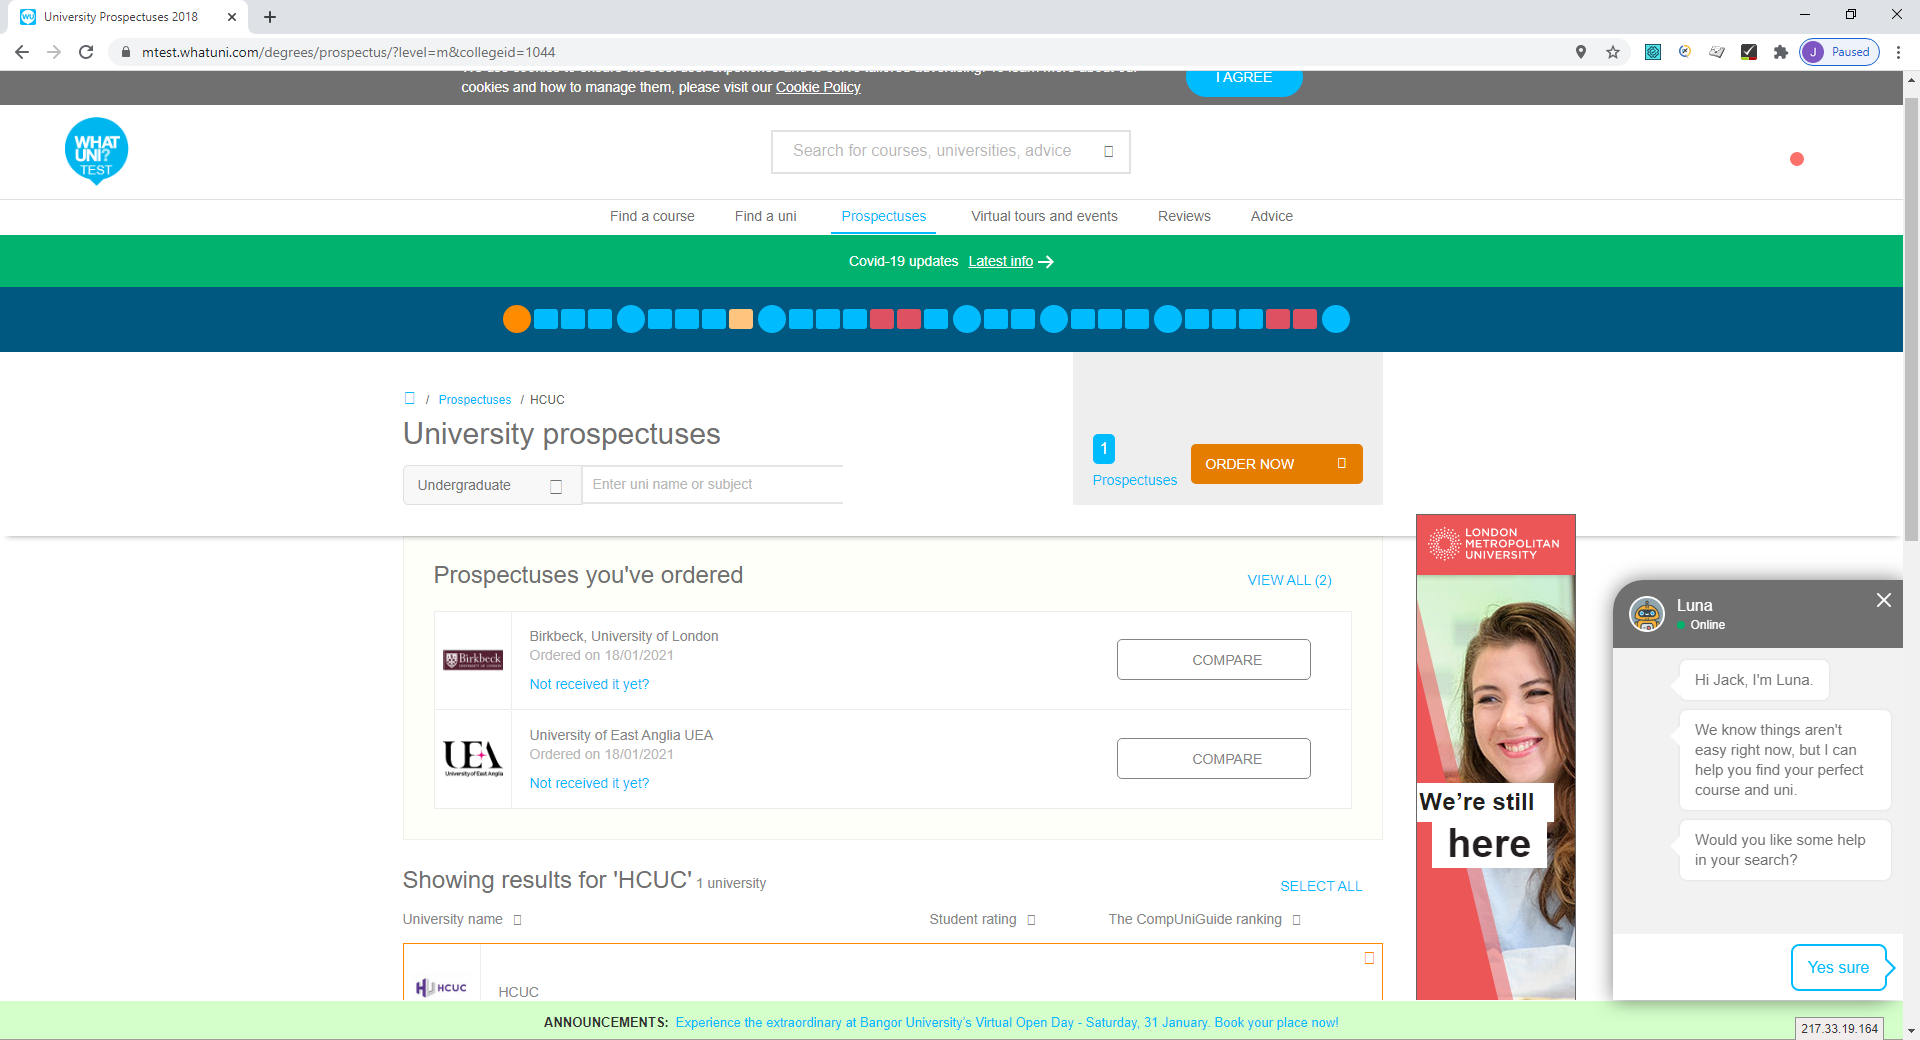 University Prospectuses 2018
mtest.whatuni.com/degrees/prospectus/?level=m&collegeid=1044
J Paused
cookies and how to manage them, please visit our Cookie Policy
I AGREE
WHAT
UNI?
TEST
Search for courses, universities, advice
Find a course
Find a uni
Prospectuses
Virtual tours and events
Reviews
Advice
Covid-19 updates Latest info
/ Prospectuses / HCUC
University prospectuses
Undergraduate
Enter uni name or subject
1
Prospectuses
ORDER NOW
Prospectuses you've ordered
VIEW ALL (2)
Birkbeck
Birkbeck, University of London
Ordered on 18/01/2021
Not received it yet?
COMPARE
UEA
University of East Anglia
University of East Anglia UEA
Ordered on 18/01/2021
Not received it yet?
COMPARE
Showing results for 'HCUC' 1 university
SELECT ALL
University name
Student rating
The CompUniGuide ranking
HCUC
HCUC
LONDON
METROPOLITAN
UNIVERSITY
We're still
here
Luna
Online
Hi Jack, I'm Luna.
We know things aren't
easy right now, but I can
help you find your perfect
course and uni.
Would you like some help
in your search?
Yes sure
ANNOUNCEMENTS: Experience the extraordinary at Bangor University's Virtual Open Day - Saturday, 31 January. Book your place now!
217.33.19.164